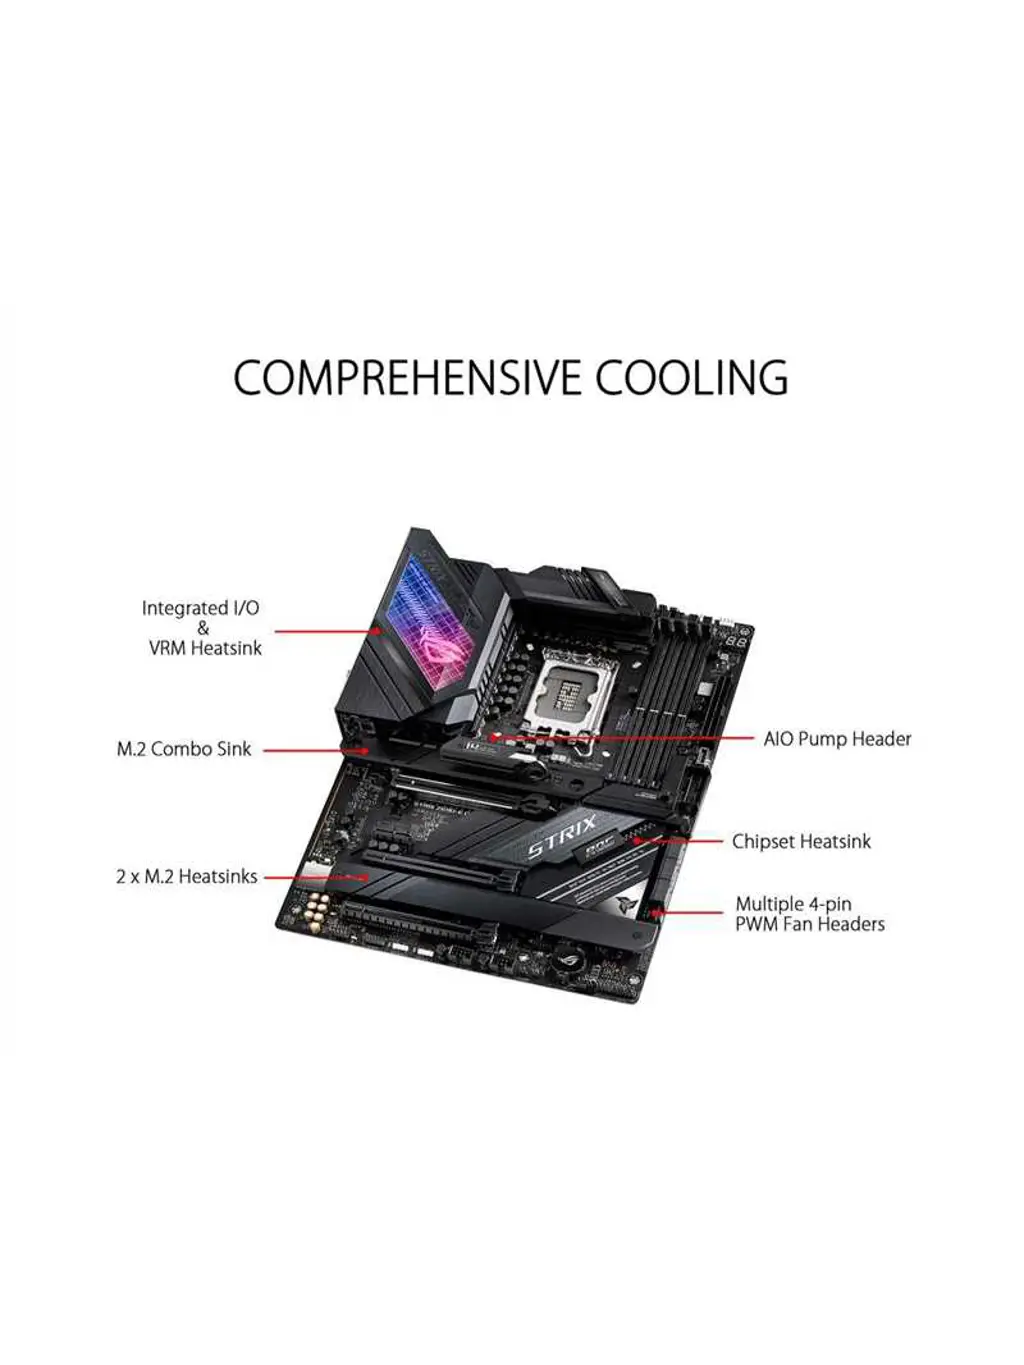 COMPREHENSIVE COOLING
STRIX
Integrated I/O
&
VRM Heatsink
M.2 Combo Sink
AIO Pump Header
STRIX
Chipset Heatsink
2 x M.2 Heatsinks
Multiple 4-pin
PWM Fan Headers